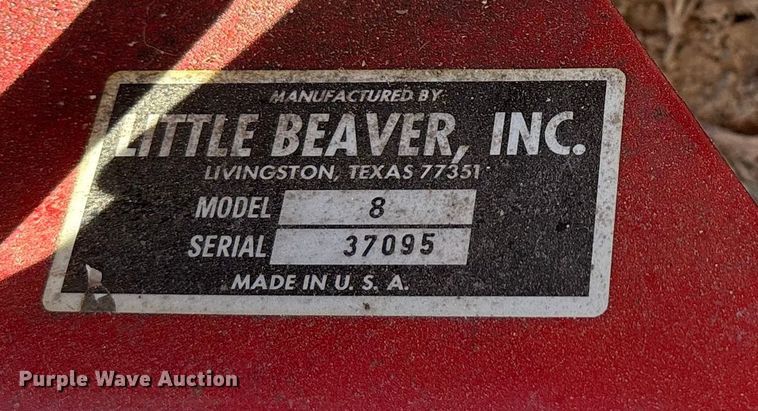 MANUFACTURED BY
LITTLE BEAVER, INC.
LIVINGSTON, TEXAS 77351
MODEL 8
SERIAL 37095
MADE IN U. S. A.
Purple Wave Auction